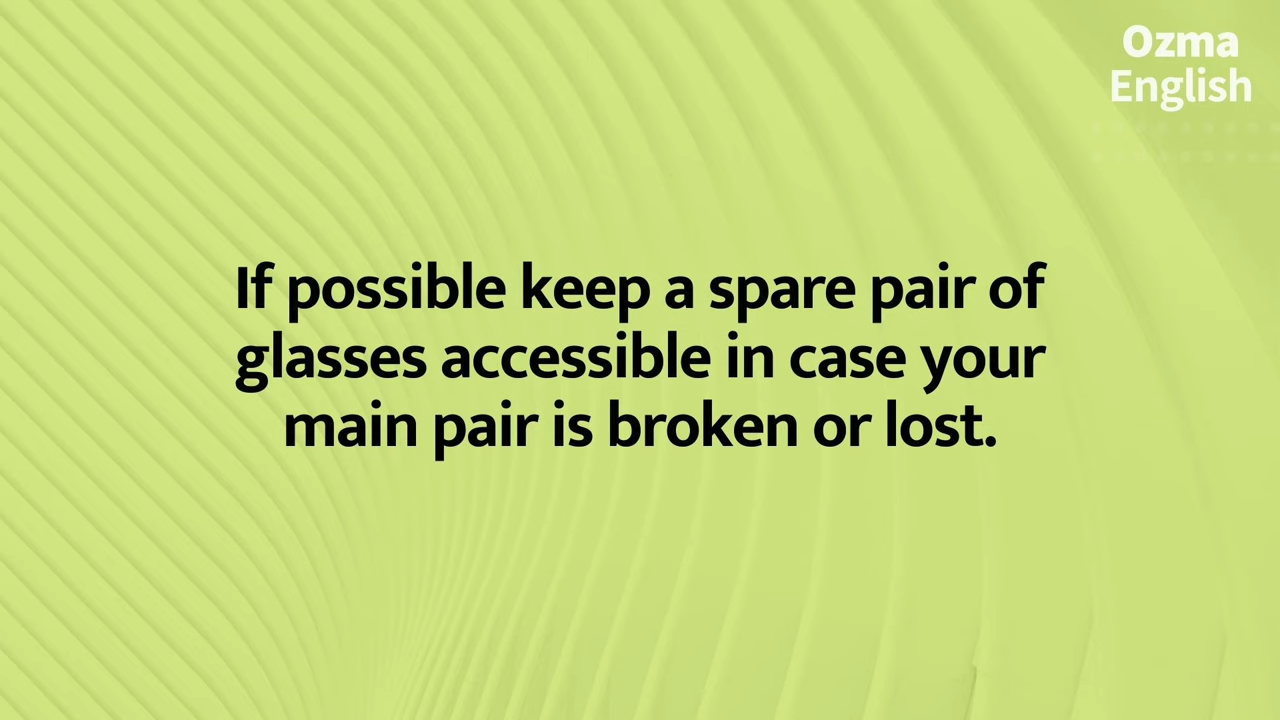 Ozma
English
If possible keep a spare pair of
glasses accessible in case your
main pair is broken or lost.